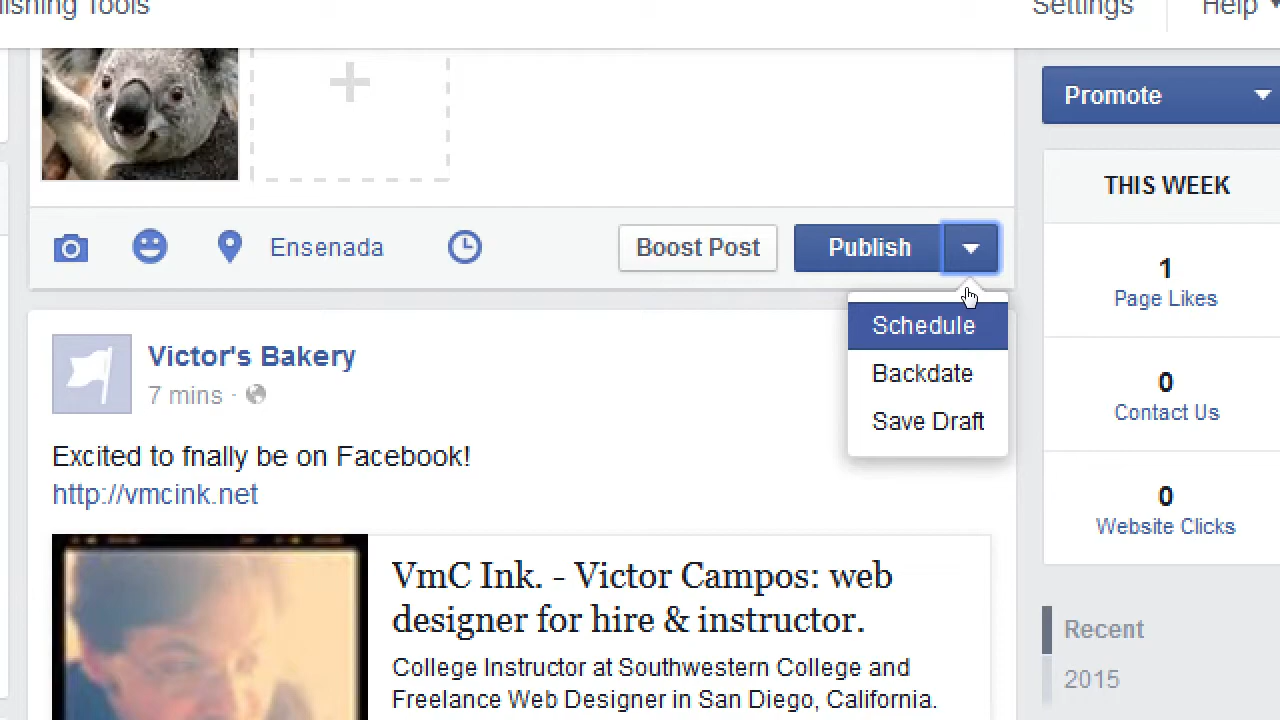 lishing Tools
Settings
Help
Promote
THIS WEEK
Ensenada
Boost Post
Publish
1
Page Likes
Schedule
Backdate
Save Draft
Victor's Bakery
7 mins ·
0
Contact Us
Excited to fnally be on Facebook!
http://vmcink.net
0
Website Clicks
VmC Ink. - Victor Campos: web
designer for hire & instructor.
College Instructor at Southwestern College and
Freelance Web Designer in San Diego, California.
Recent
2015